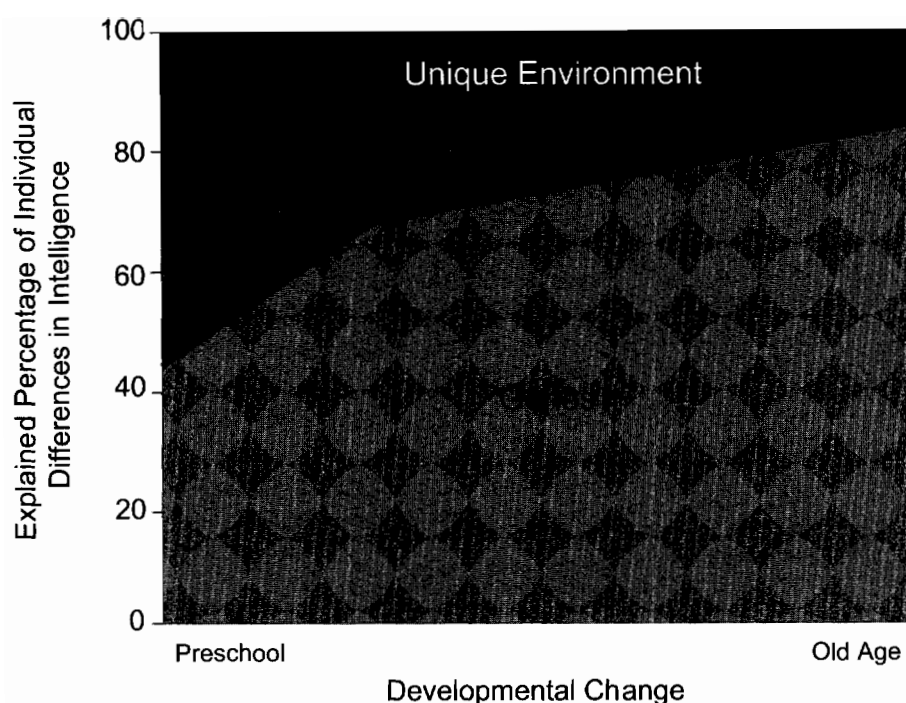 100
80
60
40
20
0
Explained Percentage of Individual
Differences in Intelligence
Unique Environment
Preschool
Old Age
Developmental Change